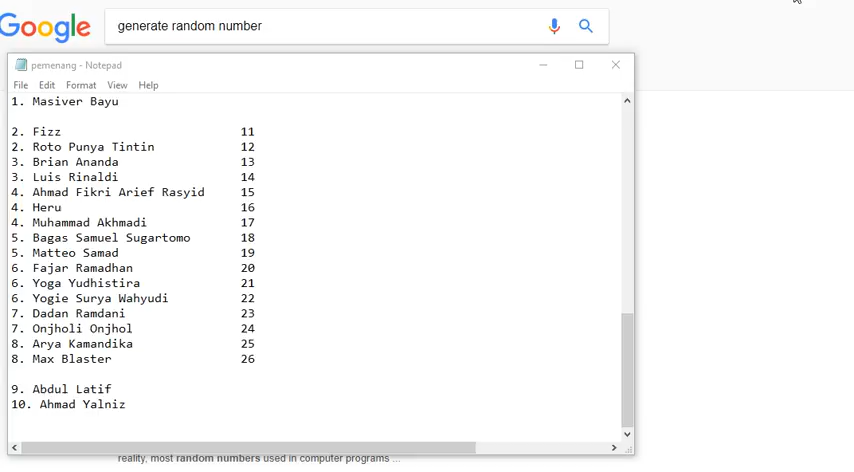 Google
generate random number
pemenang - Notepad
File Edit Format View Help
1. Masiver Bayu
2. Fizz 11
2. Roto Punya Tintin 12
3. Brian Ananda 13
3. Luis Rinaldi 14
4. Ahmad Fikri Arief Rasyid 15
4. Heru 16
4. Muhammad Akhmadi 17
5. Bagas Samuel Sugartomo 18
5. Matteo Samad 19
6. Fajar Ramadhan 20
6. Yoga Yudhistira 21
6. Yogie Surya Wahyudi 22
7. Dadan Ramdani 23
7. Onjholi Onjhol 24
8. Arya Kamandika 25
8. Max Blaster 26
9. Abdul Latif
10. Ahmad Yalniz
reality, most random numbers used in computer programs ...